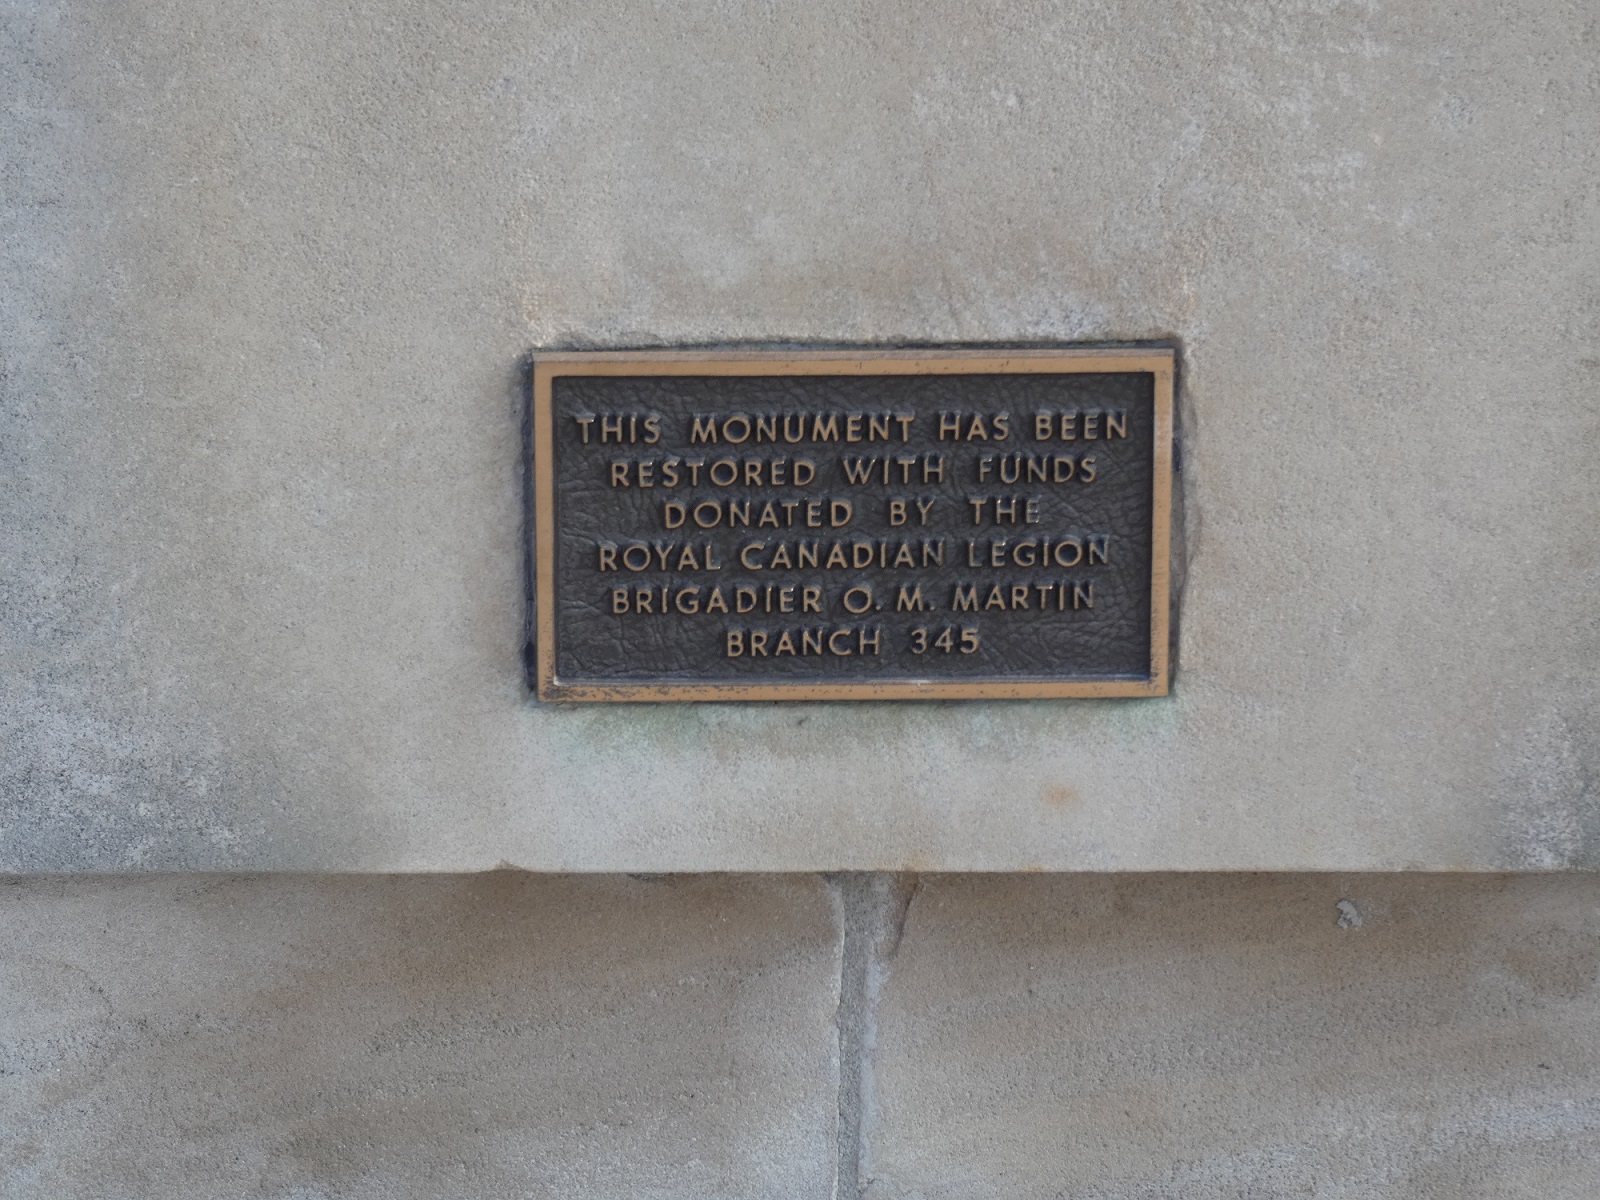 THIS MONUMENT HAS BEEN
RESTORED WITH FUNDS
DONATED BY THE
ROYAL CANADIAN LEGION
BRIGADIER O. M. MARTIN
BRANCH 345